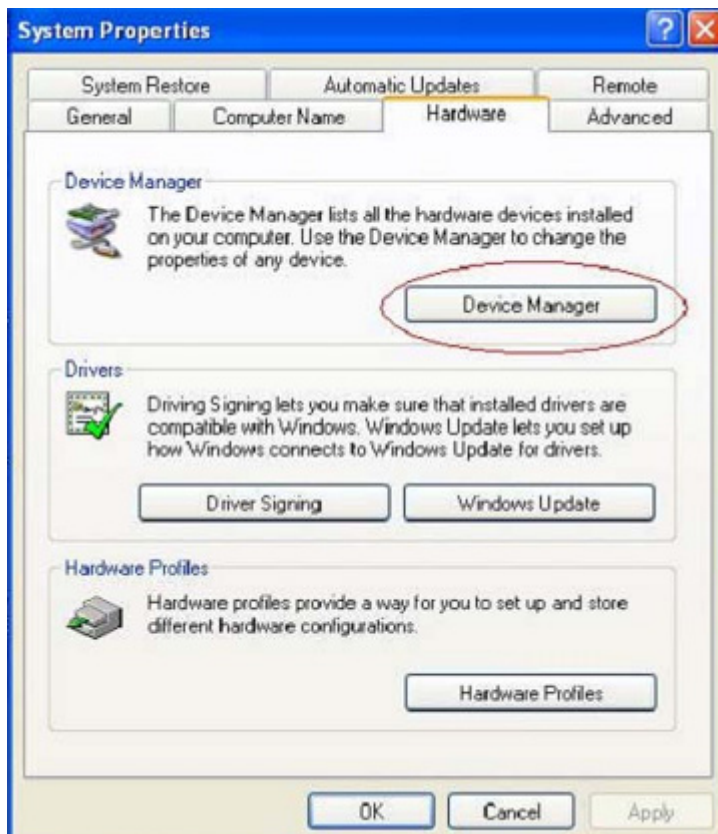 System Properties
System Restore Automatic Updates Remote
General Computer Name Hardware Advanced
Device Manager
The Device Manager lists all the hardware devices installed
on your computer. Use the Device Manager to change the
properties of any device.
Device Manager
Drivers
Driving Signing lets you make sure that installed drivers are
compatible with Windows. Windows Update lets you set up
how Windows connects to Windows Update for drivers.
Driver Signing Windows Update
Hardware Profiles
Hardware profiles provide a way for you to set up and store
different hardware configurations.
Hardware Profiles
OK Cancel Apply